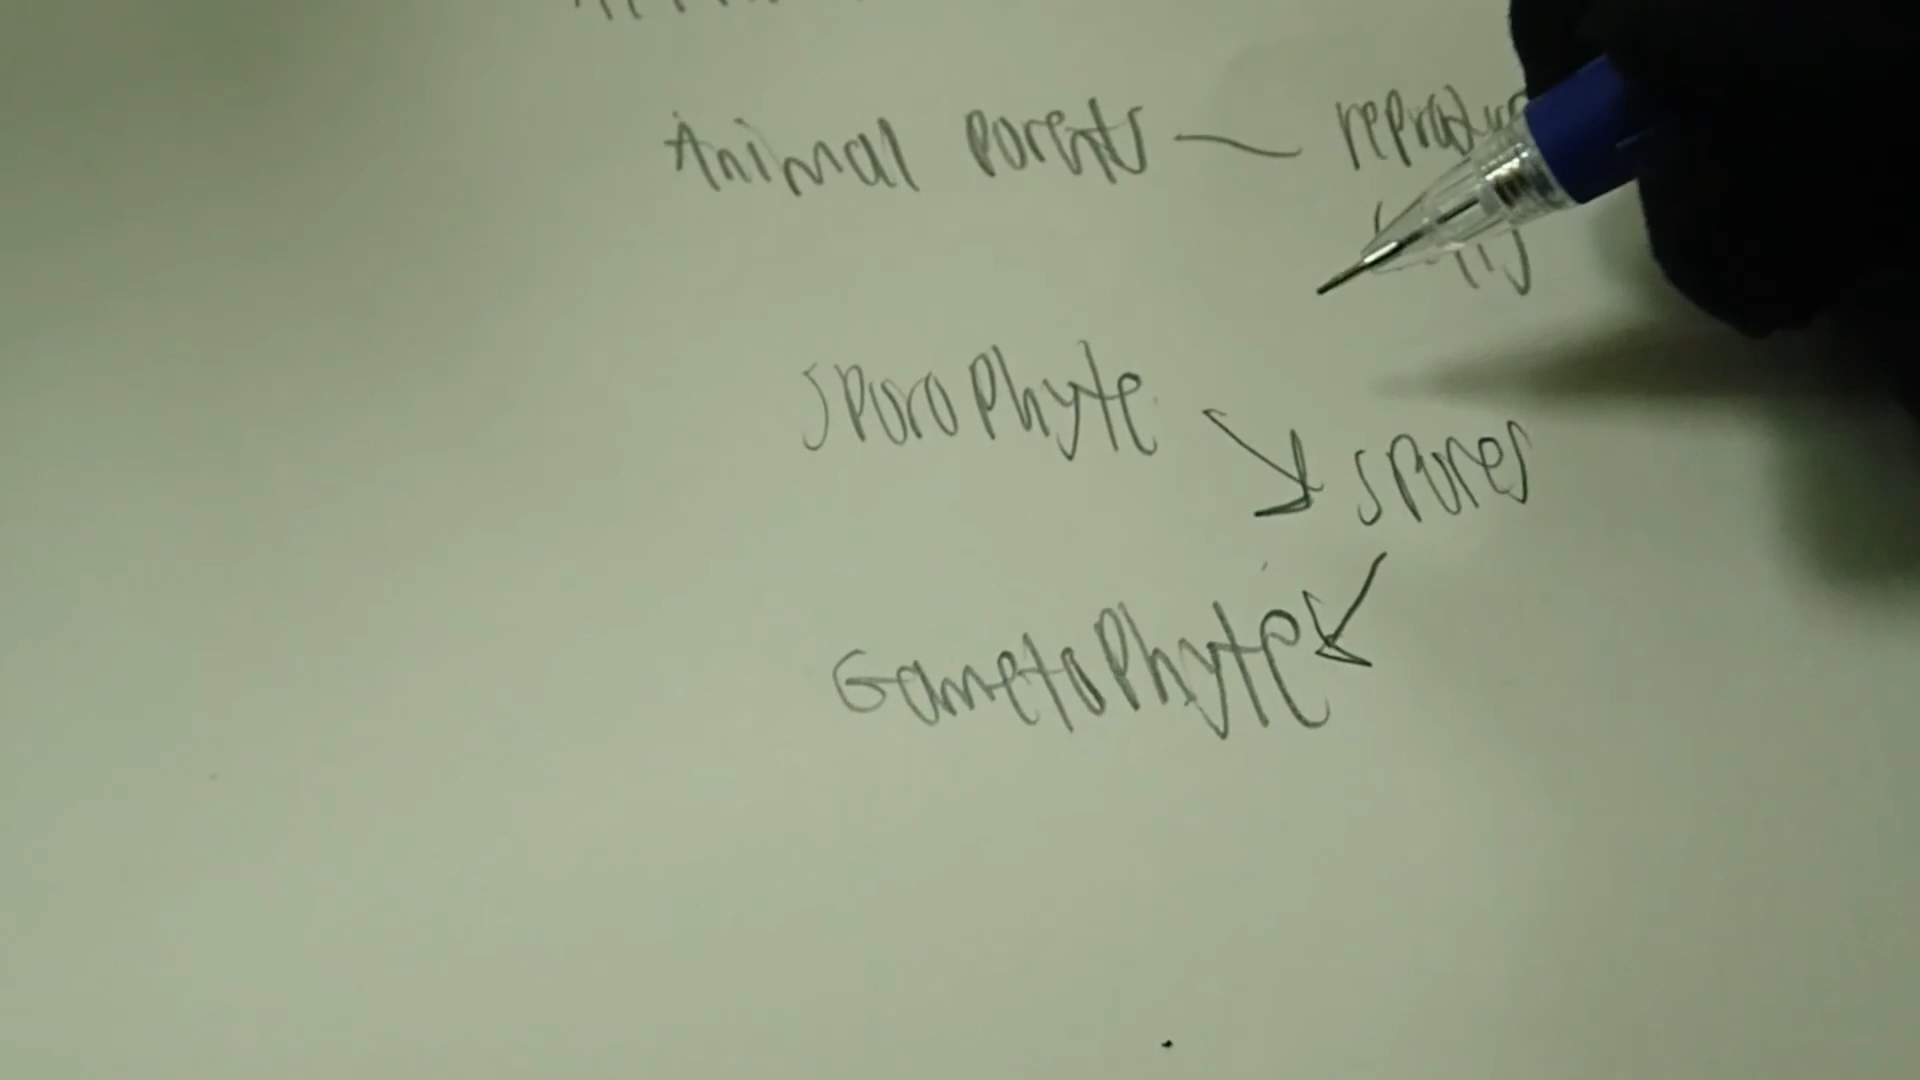 Animal Parents — reprodu
Sporophyte
spores
Gametophyte